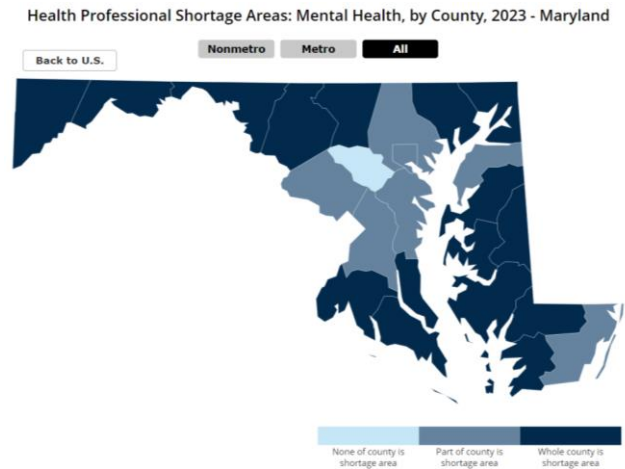 Health Professional Shortage Areas: Mental Health, by County, 2023 - Maryland
Nonmetro Metro All
Back to U.S.
None of county is Part of county is Whole county is
shortage area shortage area shortage area